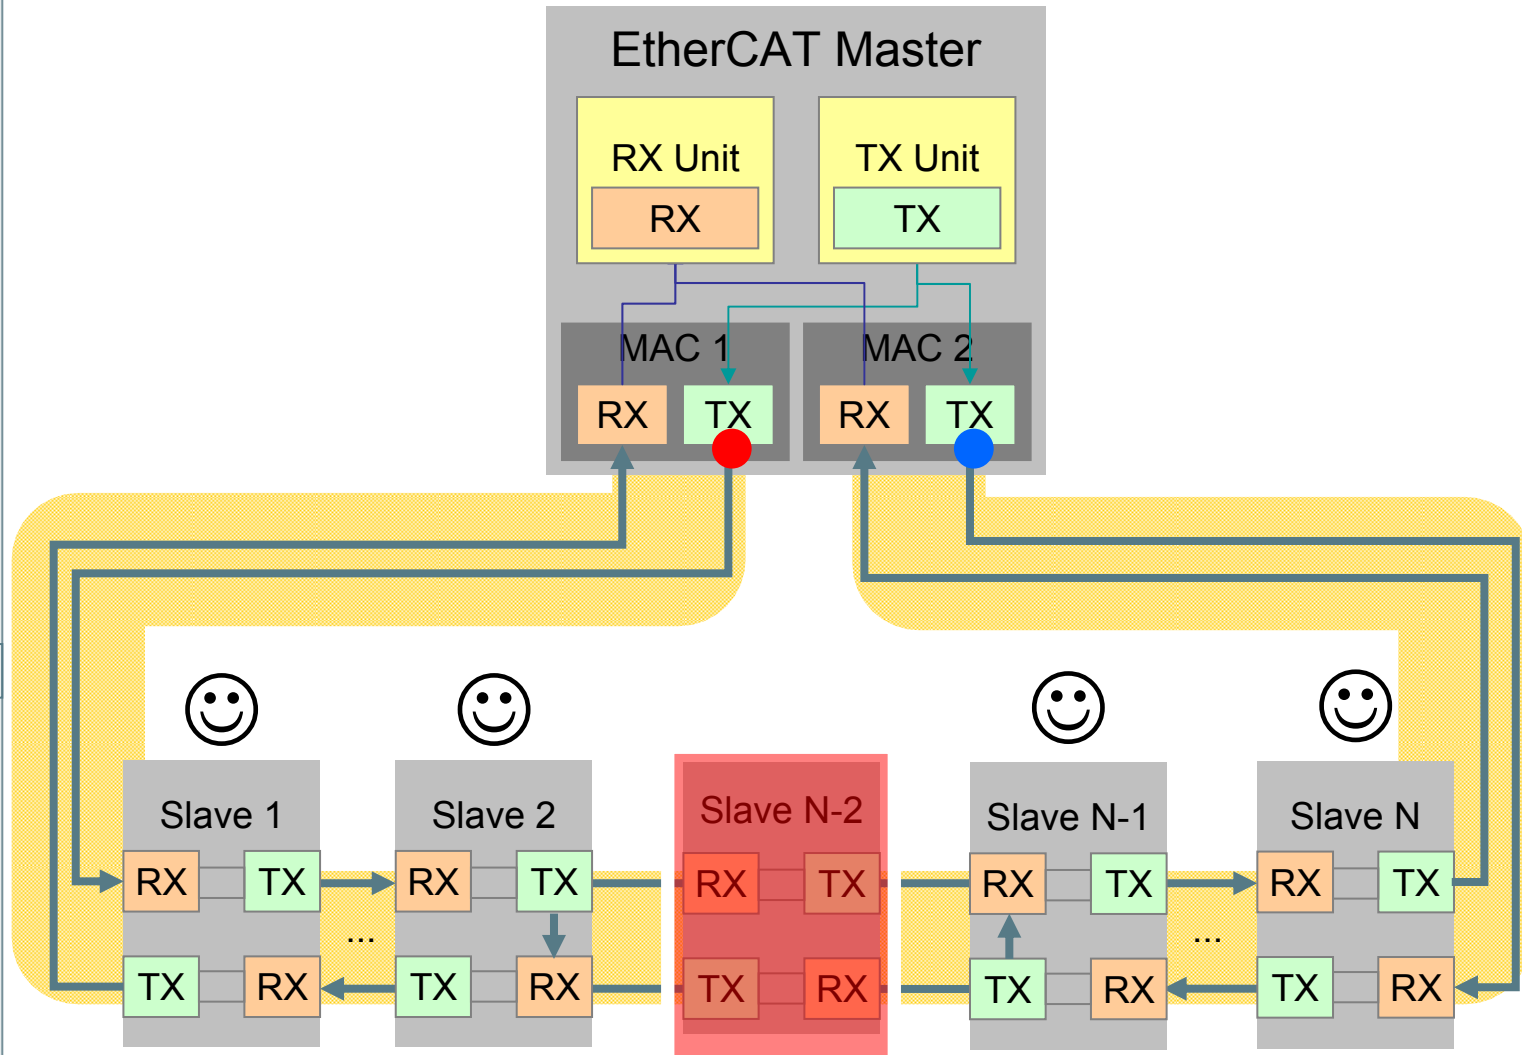 EtherCAT Master
RX Unit
TX Unit
RX
TX
MAC 1
MAC 2
RX
TX
RX
TX
Slave 1
Slave 2
Slave N-2
Slave N-1
Slave N
RX
TX
RX
TX
RX
TX
RX
TX
RX
TX
...
...
TX
RX
TX
RX
TX
RX
TX
RX
TX
RX